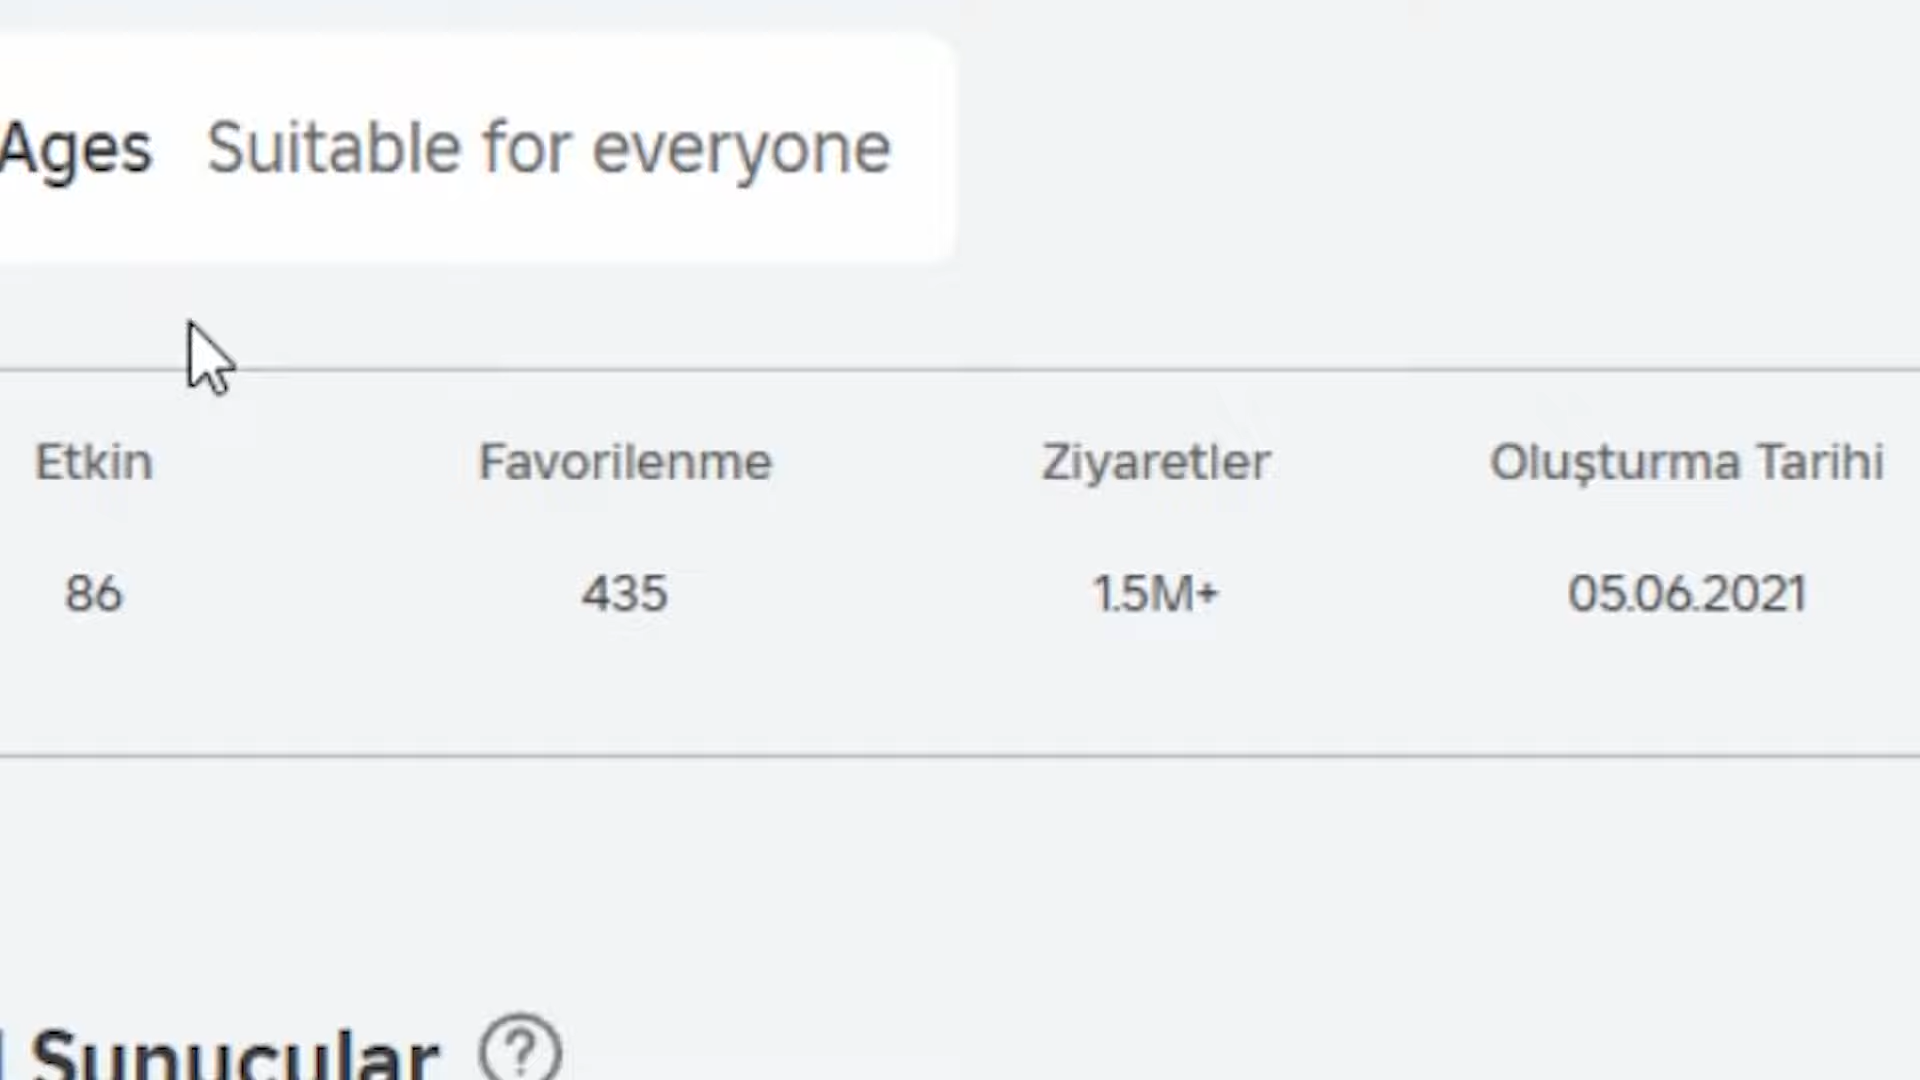 Ages Suitable for everyone
Etkin Favorilenme Ziyaretler Oluşturma Tarihi
86 435 1.5M+ 05.06.2021
Sunucular ?